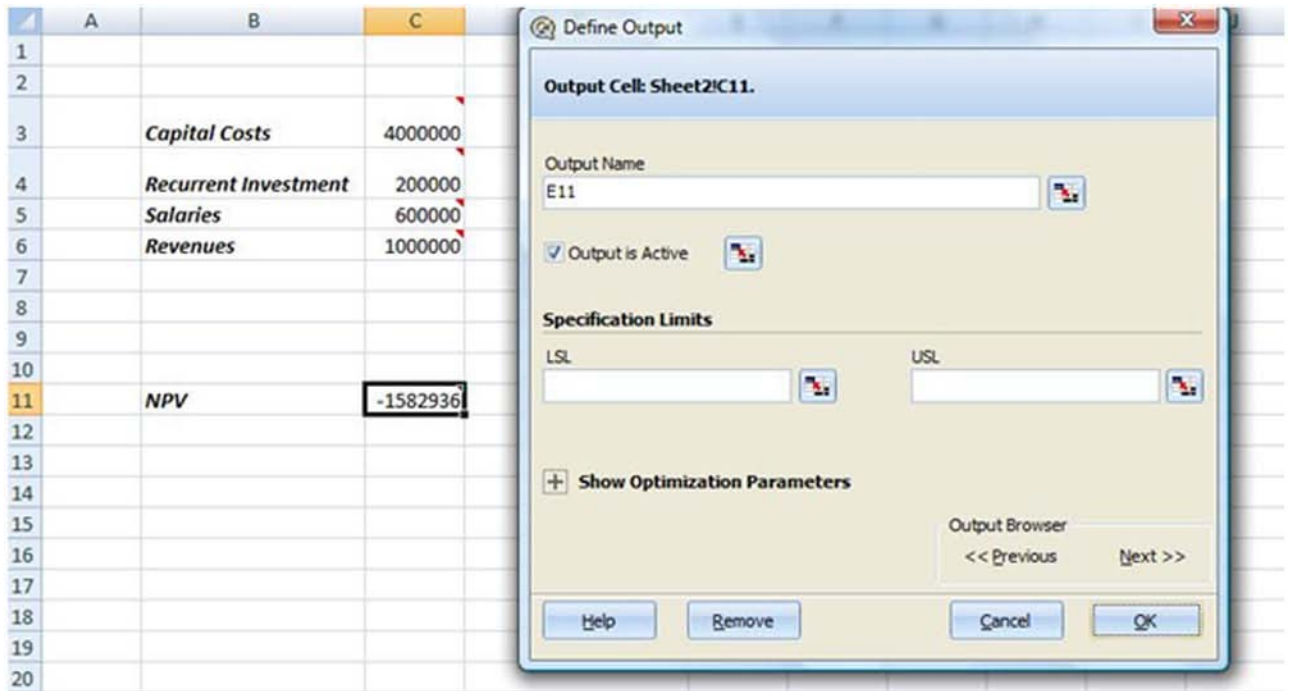 A B C
Define Output
1
2
Output Cell: Sheet2!C11.
3 Capital Costs 4000000
Output Name
4 Recurrent Investment 200000
E11
5 Salaries 600000
6 Revenues 1000000
Output is Active
7
8
Specification Limits
9
LSL USL
10
11 NPV -1582936
12
13
Show Optimization Parameters
14
15
Output Browser
16
<< Previous Next >>
17
18
Help Remove Cancel OK
19
20